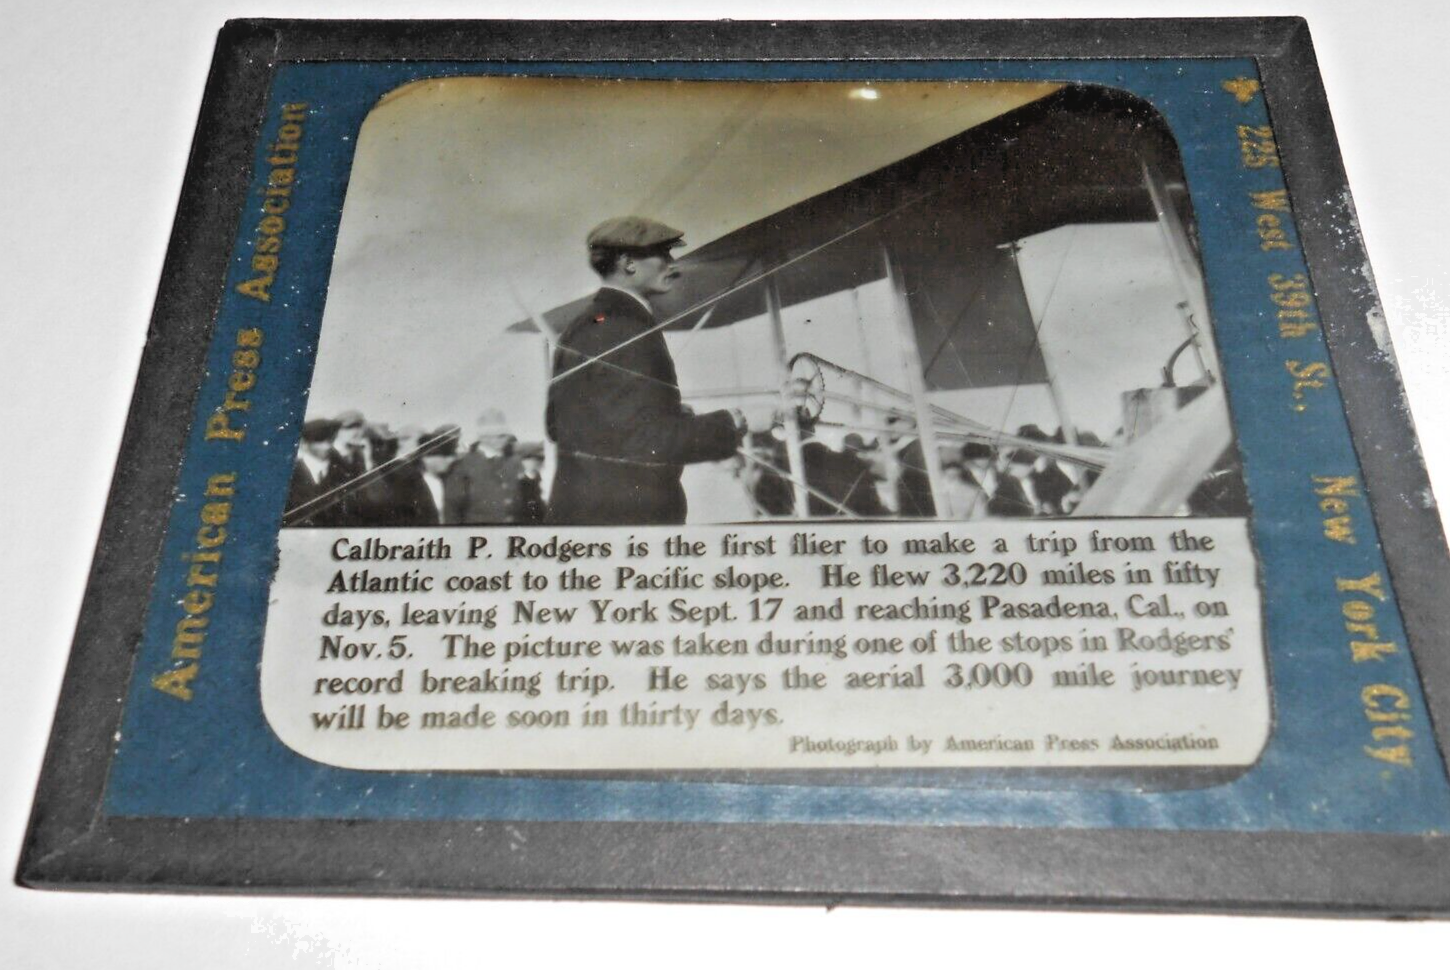 American Press Association
Calbraith P. Rodgers is the first flier to make a trip from the
Atlantic coast to the Pacific slope. He flew 3,220 miles in fifty
days, leaving New York Sept. 17 and reaching Pasadena, Cal., on
Nov. 5. The picture was taken during one of the stops in Rodgers'
record breaking trip. He says the aerial 3,000 mile journey
will be made soon in thirty days.
Photograph by American Press Association
225 West 39th St., New York City.